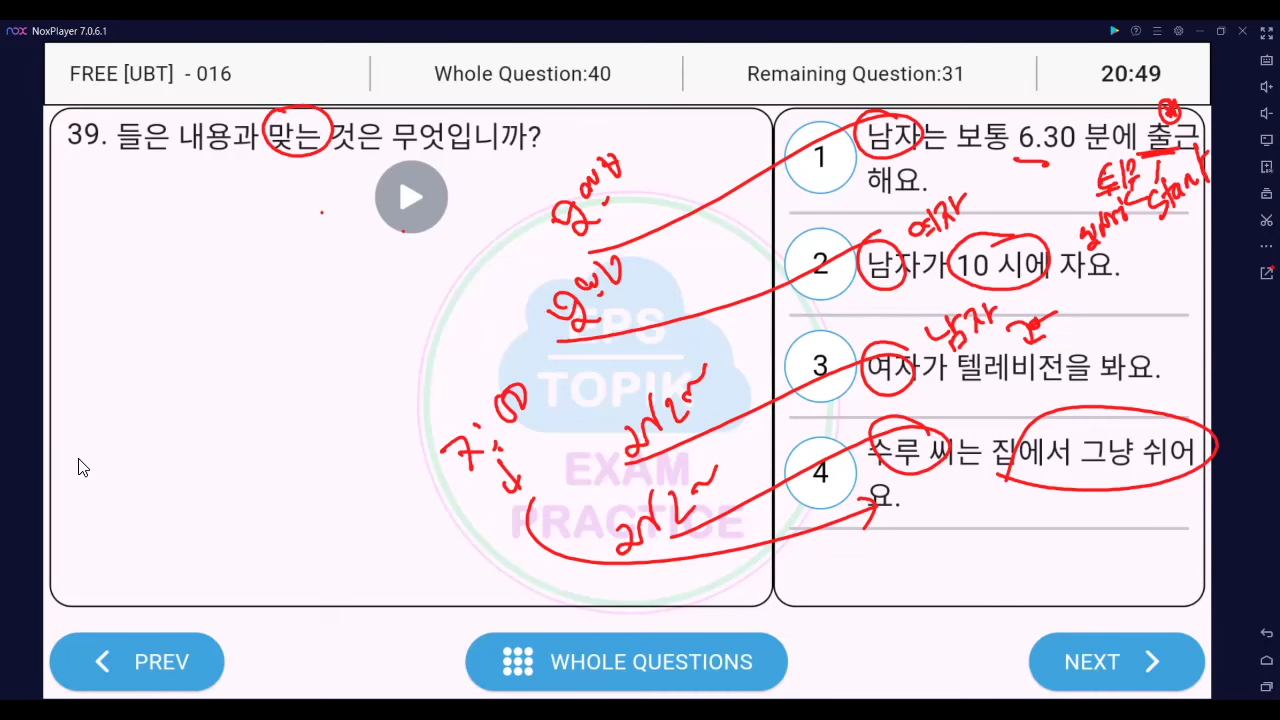 NoxPlayer 7.0.6.1
FREE [UBT] - 016
Whole Question:40
Remaining Question:31
20:49
39. 들은 내용과 맞는 것은 무엇입니까?
1
남자는 보통 6.30 분에 출근
해요.
start
여자
2
남자가 10 시에 자요.
남자
3
여자가 텔레비전을 봐요.
4
수루 씨는 집에서 그냥 쉬어
요.
EPS
TOPIK
EXAM
PRACTICE
PREV
WHOLE QUESTIONS
NEXT